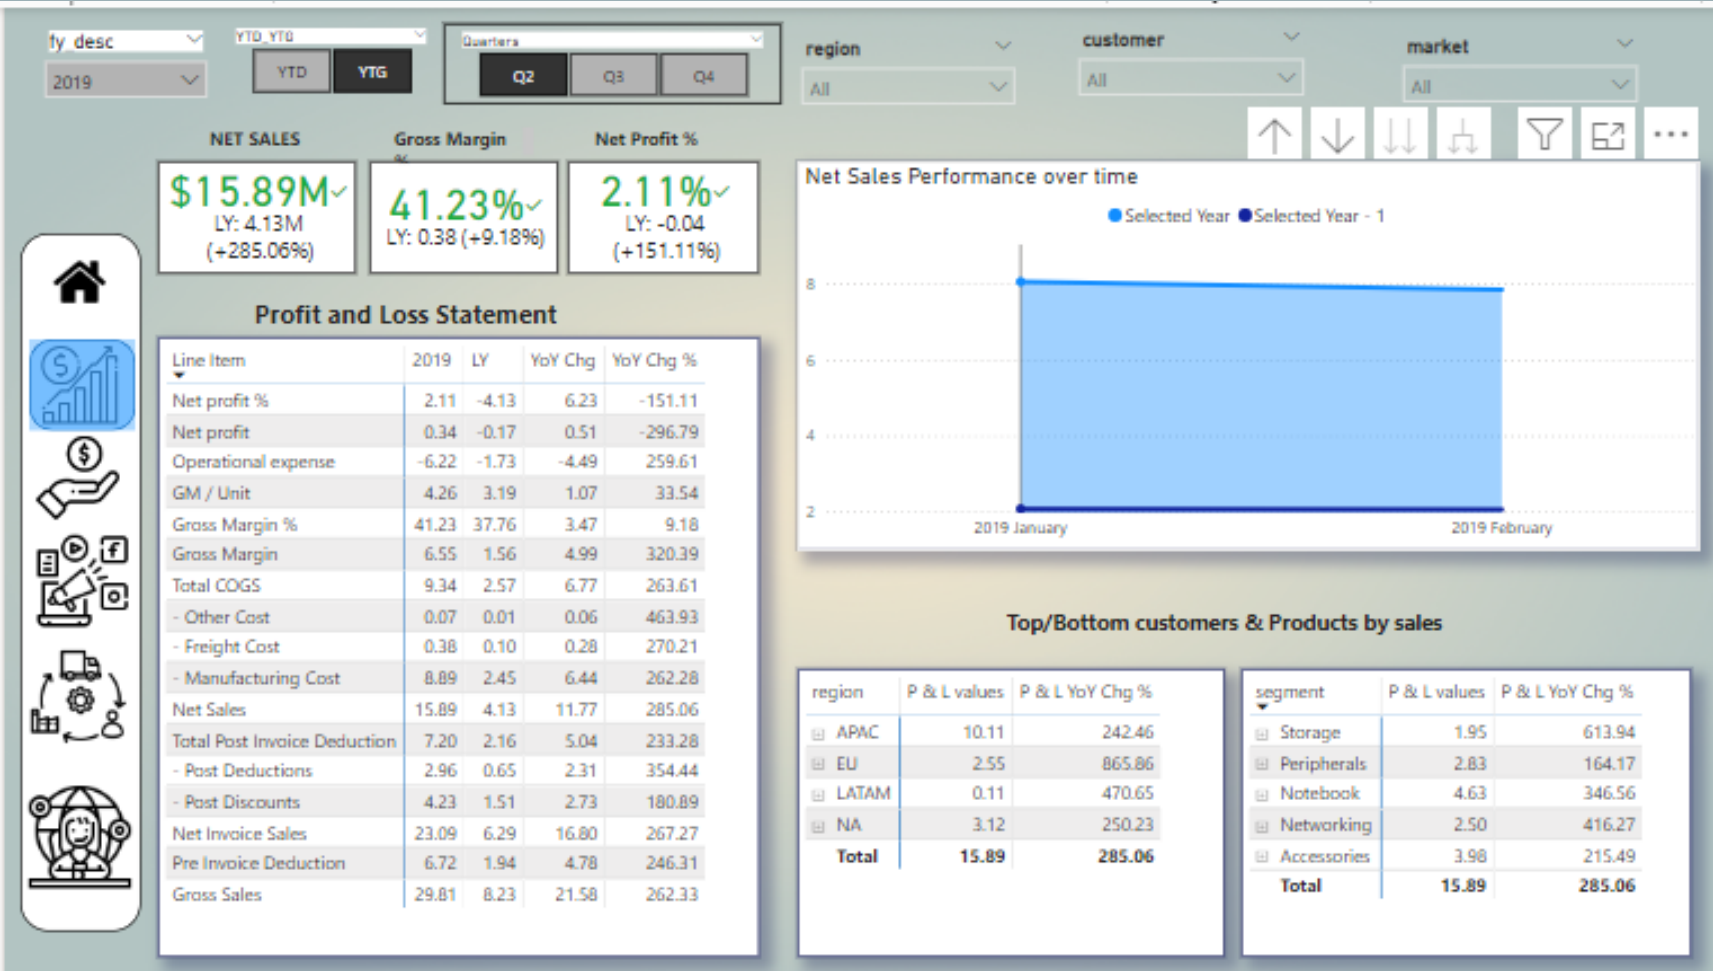 fy_desc
2019
YTD_YTG
YTD YTG
Quarters
Q2 Q3 Q4
region
All
customer
All
market
All
NET SALES
$15.89M
LY: 4.13M
(+285.06%)
Gross Margin
%
41.23%
LY: 0.38 (+9.18%)
Net Profit %
2.11%
LY: -0.04
(+151.11%)
Net Sales Performance over time
Selected Year Selected Year - 1
8
6
4
2
2019 January 2019 February
Profit and Loss Statement
Line Item 2019 LY YoY Chg YoY Chg %
Net profit % 2.11 -4.13 6.23 -151.11
Net profit 0.34 -0.17 0.51 -296.79
Operational expense -6.22 -1.73 -4.49 259.61
GM / Unit 4.26 3.19 1.07 33.54
Gross Margin % 41.23 37.76 3.47 9.18
Gross Margin 6.55 1.56 4.99 320.39
Total COGS 9.34 2.57 6.77 263.61
- Other Cost 0.07 0.01 0.06 463.93
- Freight Cost 0.38 0.10 0.28 270.21
- Manufacturing Cost 8.89 2.45 6.44 262.28
Net Sales 15.89 4.13 11.77 285.06
Total Post Invoice Deduction 7.20 2.16 5.04 233.28
- Post Deductions 2.96 0.65 2.31 354.44
- Post Discounts 4.23 1.51 2.73 180.89
Net Invoice Sales 23.09 6.29 16.80 267.27
Pre Invoice Deduction 6.72 1.94 4.78 246.31
Gross Sales 29.81 8.23 21.58 262.33
Top/Bottom customers & Products by sales
region P & L values P & L YoY Chg %
APAC 10.11 242.46
EU 2.55 865.86
LATAM 0.11 470.65
NA 3.12 250.23
Total 15.89 285.06
segment P & L values P & L YoY Chg %
Storage 1.95 613.94
Peripherals 2.83 164.17
Notebook 4.63 346.56
Networking 2.50 416.27
Accessories 3.98 215.49
Total 15.89 285.06